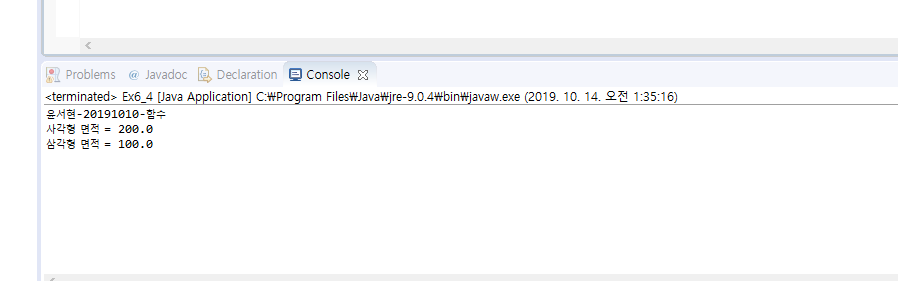 Problems @ Javadoc Declaration Console
<terminated> Ex6_4 [Java Application] C:₩Program Files₩Java₩jre-9.0.4₩bin₩javaw.exe (2019. 10. 14. 오전 1:35:16)
윤서현-20191010-함수
사각형 면적 = 200.0
삼각형 면적 = 100.0